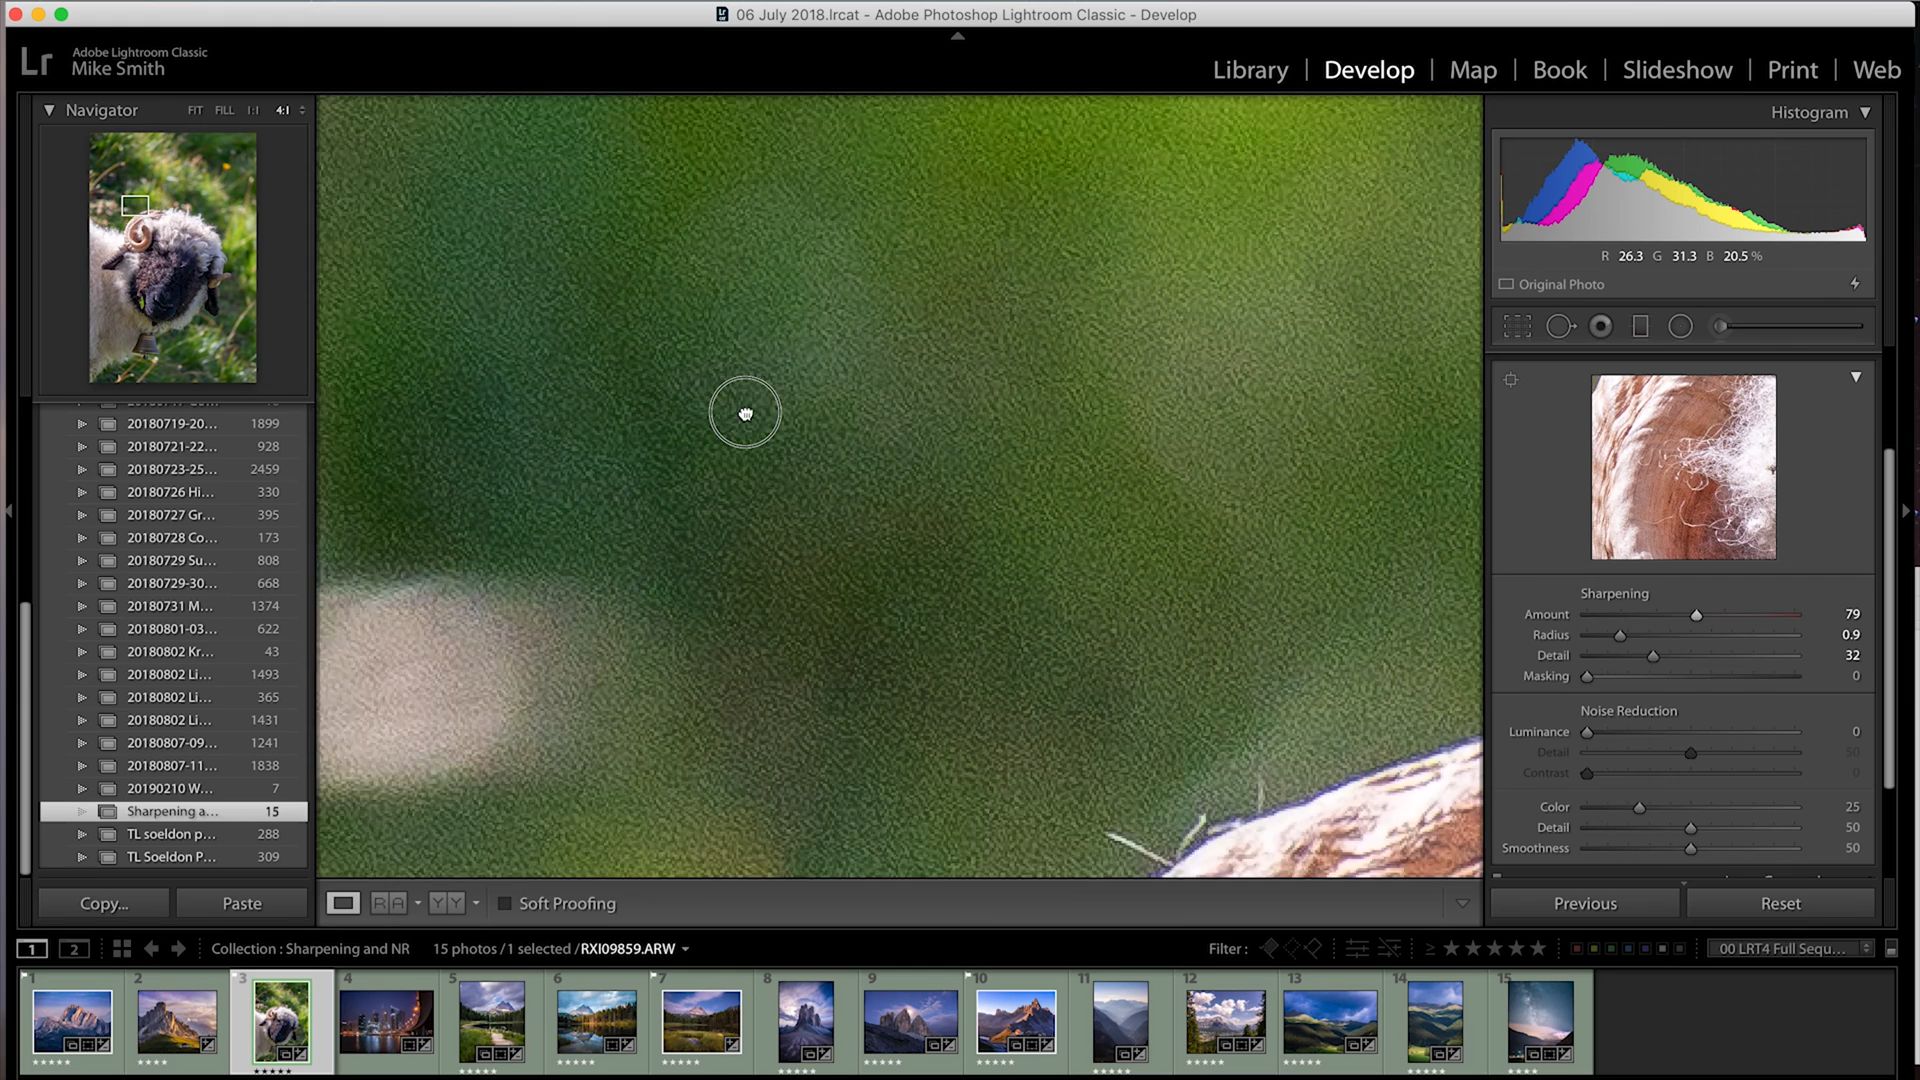 06 July 2018.lrcat - Adobe Photoshop Lightroom Classic - Develop
Lr
Adobe Lightroom Classic
Mike Smith
Library | Develop | Map | Book | Slideshow | Print | Web
Navigator FIT FILL 1:1 4:1
20180719-20... 1899
20180721-22... 928
20180723-25... 2459
20180726 Hi... 330
20180727 Gr... 395
20180728 Co... 173
20180729 Su... 808
20180729-30... 668
20180731 M... 1374
20180801-03... 622
20180802 Kr... 43
20180802 Li... 1493
20180802 Li... 365
20180802 Li... 1431
20180807-09... 1241
20180807-11... 1838
20190210 W... 7
Sharpening a... 15
TL soeldon p... 288
TL Soeldon P... 309
Copy... Paste
Histogram
R 26.3 G 31.3 B 20.5 %
Original Photo
Sharpening
Amount 79
Radius 0.9
Detail 32
Masking 0
Noise Reduction
Luminance 0
Detail 50
Contrast 0
Color 25
Detail 50
Smoothness 50
Previous Reset
RA YY Soft Proofing
1 2 Collection : Sharpening and NR 15 photos / 1 selected / RXI09859.ARW Filter : ≥ ★★★★★ 00 LRT4 Full Sequ...
1 2 3 4 5 6 7 8 9 10 11 12 13 14 15